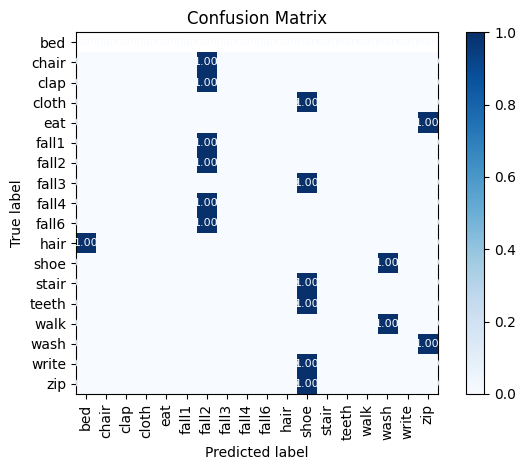 Confusion Matrix
bed
chair 1.00
clap 1.00
cloth 1.00
eat 1.00
fall1 1.00
fall2 1.00
fall3 1.00
fall4 1.00
fall6 1.00
hair 1.00
shoe 1.00
stair 1.00
teeth 1.00
walk 1.00
wash 1.00
write 1.00
zip 1.00
True label
bed chair clap cloth eat fall1 fall2 fall3 fall4 fall6 hair shoe stair teeth walk wash write zip
Predicted label
1.0
0.8
0.6
0.4
0.2
0.0